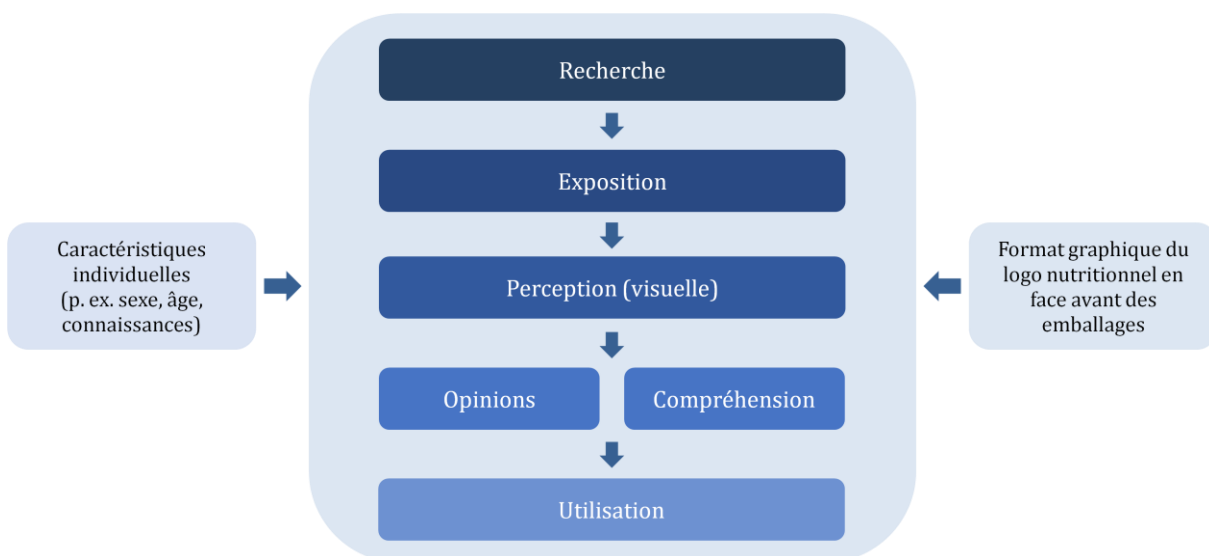 Recherche
Exposition
Caractéristiques
individuelles
(p. ex. sexe, âge,
connaissances)
Perception (visuelle)
Format graphique du
logo nutritionnel en
face avant des
emballages
Opinions
Compréhension
Utilisation